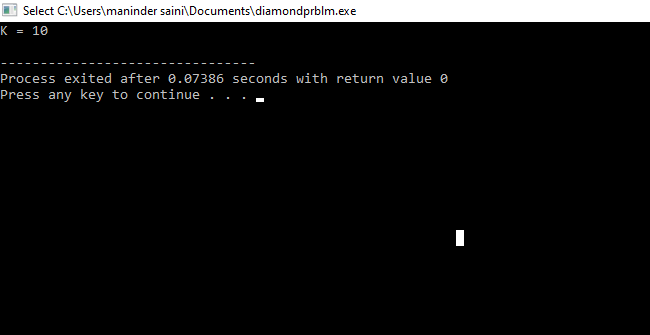 Select C:\Users\maninder saini\Documents\diamondprblm.exe
K = 10
--------------------------------
Process exited after 0.07386 seconds with return value 0
Press any key to continue . . .